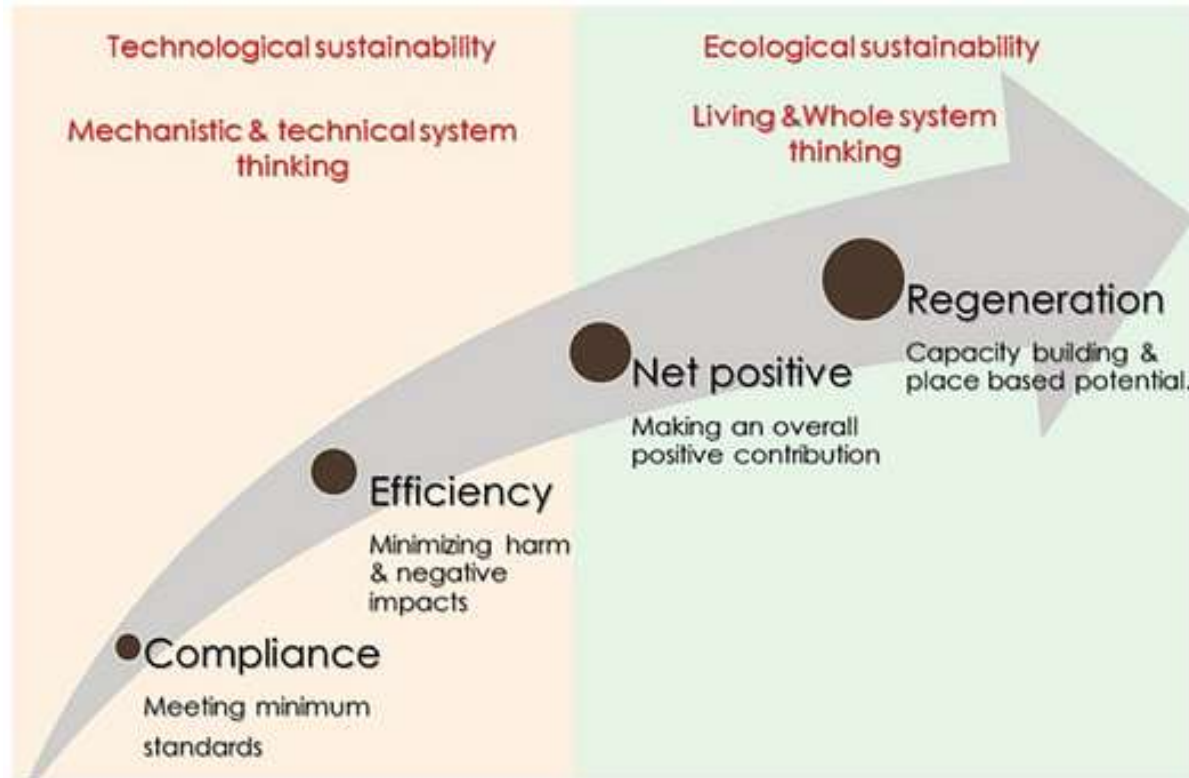 Technological sustainability
Mechanistic & technical system
thinking
Ecological sustainability
Living &Whole system
thinking
Regeneration
Capacity building &
place based potential.
Net positive
Making an overall
positive contribution
Efficiency
Minimizing harm
& negative
impacts
Compliance
Meeting minimum
standards